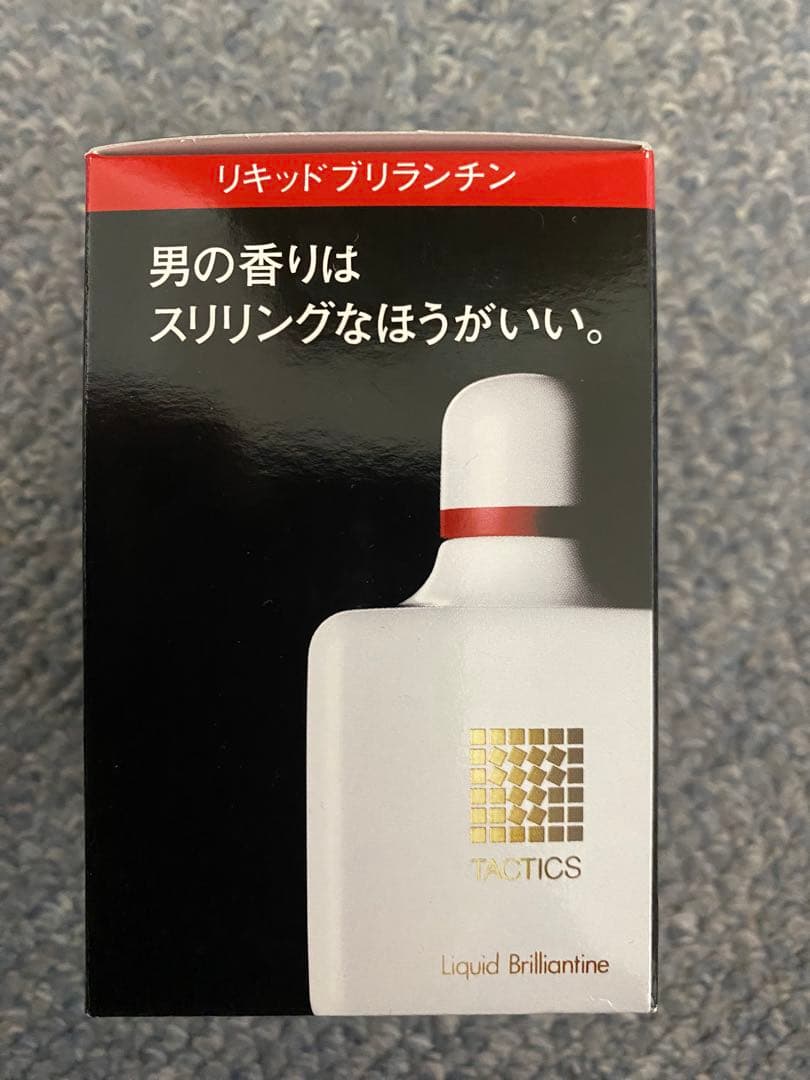 リキッドブリランチン
男の香りは
スリリングなほうがいい。
TACTICS
Liquid Brilliantine